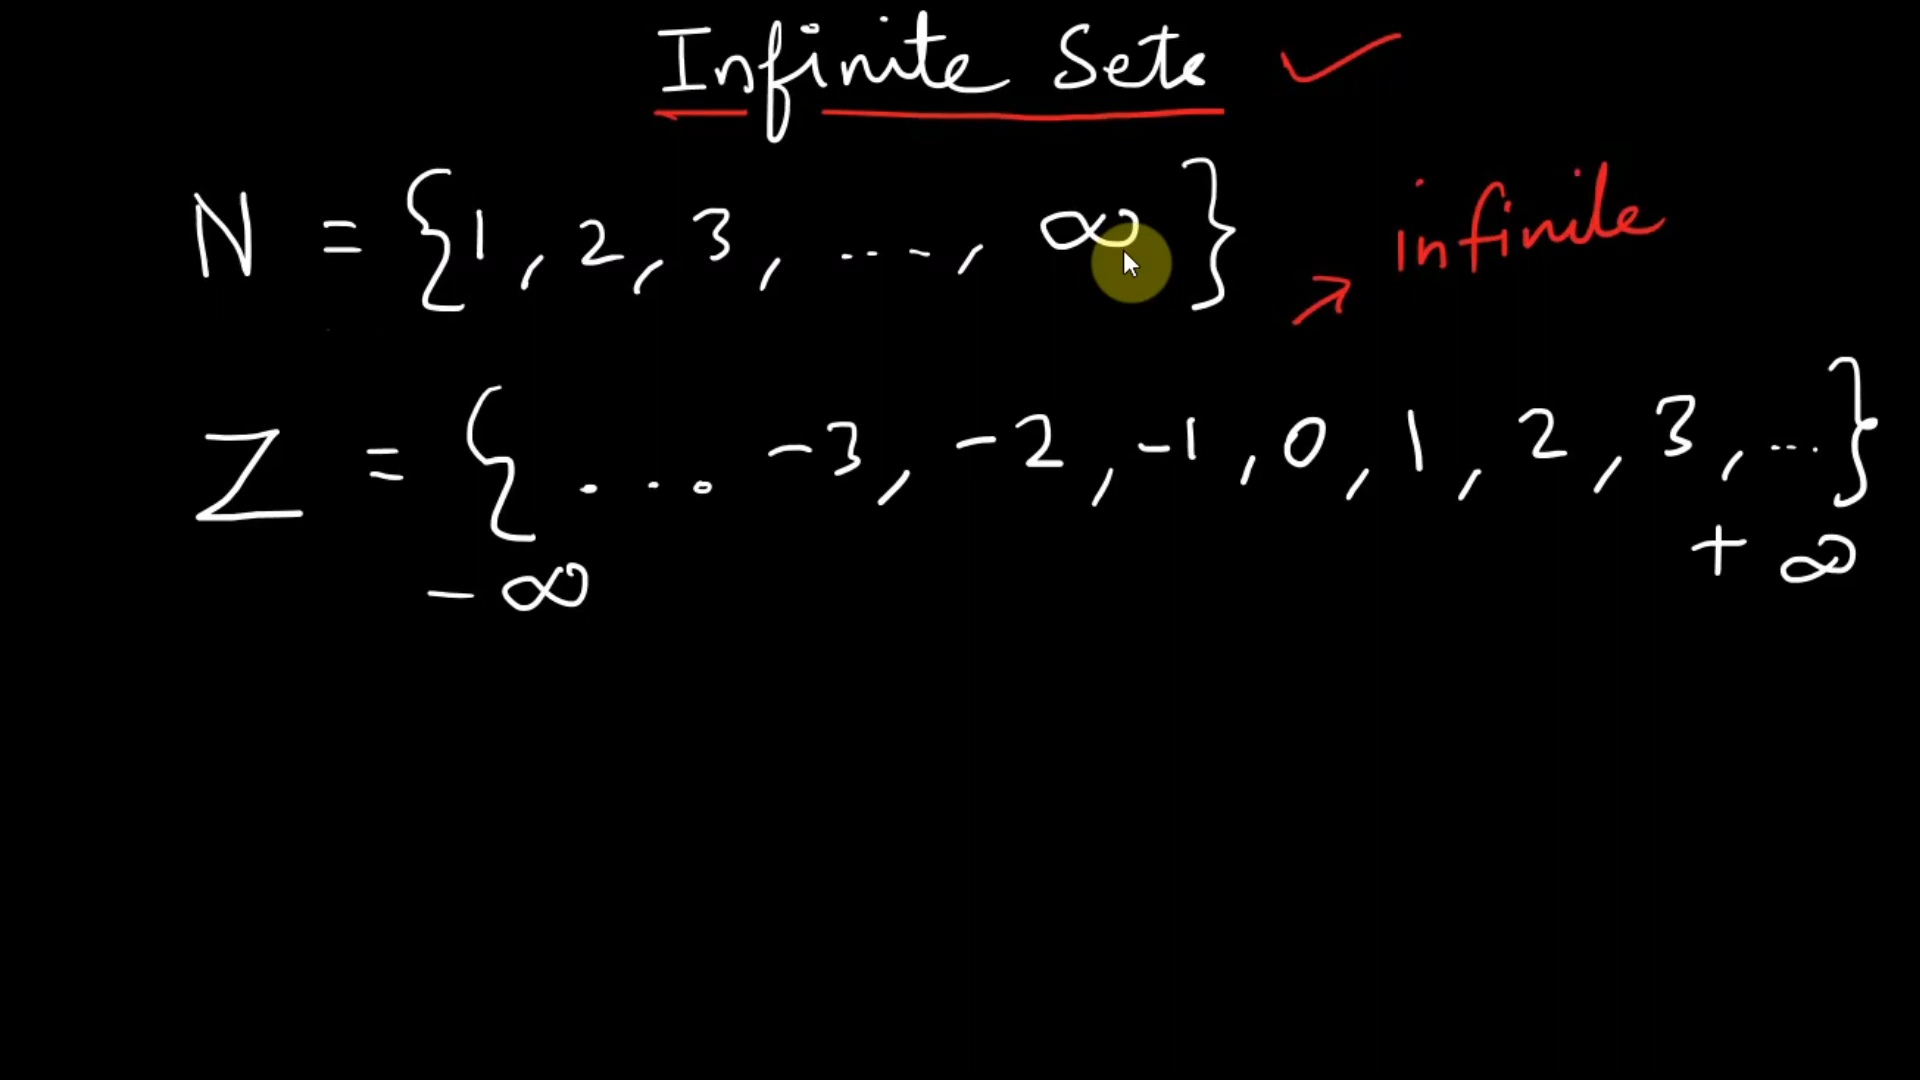 Infinite Sets
N = {1, 2, 3, ..., ∞}
infinite
Z = {... -3, -2, -1, 0, 1, 2, 3, ...}
-∞ +∞